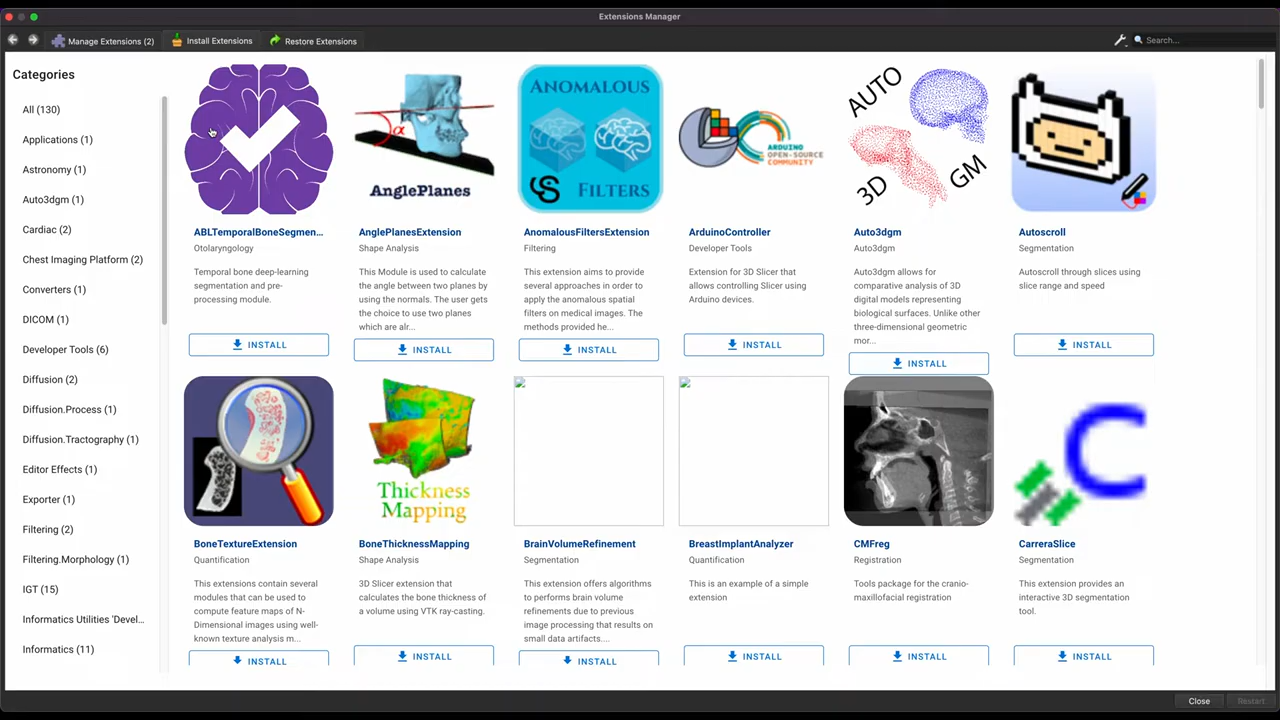 Extensions Manager
Manage Extensions (2)
Install Extensions
Restore Extensions
Search...
Categories
All (130)
Applications (1)
Astronomy (1)
Auto3dgm (1)
Cardiac (2)
Chest Imaging Platform (2)
Converters (1)
DICOM (1)
Developer Tools (6)
Diffusion (2)
Diffusion.Process (1)
Diffusion.Tractography (1)
Editor Effects (1)
Exporter (1)
Filtering (2)
Filtering.Morphology (1)
IGT (15)
Informatics Utilities 'Devel...
Informatics (11)
ABLTemporalBoneSegmen...
Otolaryngology
Temporal bone deep-learning
segmentation and pre-
processing module.
INSTALL
α
AnglePlanes
AnglePlanesExtension
Shape Analysis
This Module is used to calculate
the angle between two planes by
using the normals. The user gets
the choice to use two planes
which are alr...
INSTALL
ANOMALOUS
FILTERS
AnomalousFiltersExtension
Filtering
This extension aims to provide
several approaches in order to
apply the anomalous spatial
filters on medical images. The
methods provided he...
INSTALL
ARDUINO
OPEN-SOURCE
COMMUNITY
ArduinoController
Developer Tools
Extension for 3D Slicer that
allows controlling Slicer using
Arduino devices.
INSTALL
AUTO
3D
GM
Auto3dgm
Auto3dgm
Auto3dgm allows for
comparative analysis of 3D
digital models representing
biological surfaces. Unlike other
three-dimensional geometric
mor...
INSTALL
Autoscroll
Segmentation
Autoscroll through slices using
slice range and speed
INSTALL
BoneTextureExtension
Quantification
This extensions contain several
modules that can be used to
compute feature maps of N-
Dimensional images using well-
known texture analysis m...
INSTALL
Thickness
Mapping
BoneThicknessMapping
Shape Analysis
3D Slicer extension that
calculates the bone thickness of
a volume using VTK ray-casting.
INSTALL
BrainVolumeRefinement
Segmentation
This extension offers algorithms
to performs brain volume
refinements due to previous
image processing that results on
small data artifacts....
INSTALL
BreastImplantAnalyzer
Quantification
This is an example of a simple
extension
INSTALL
CMFreg
Registration
Tools package for the cranio-
maxillofacial registration
INSTALL
C
CarreraSlice
Segmentation
This extension provides an
interactive 3D segmentation
tool.
INSTALL
Close
Restart